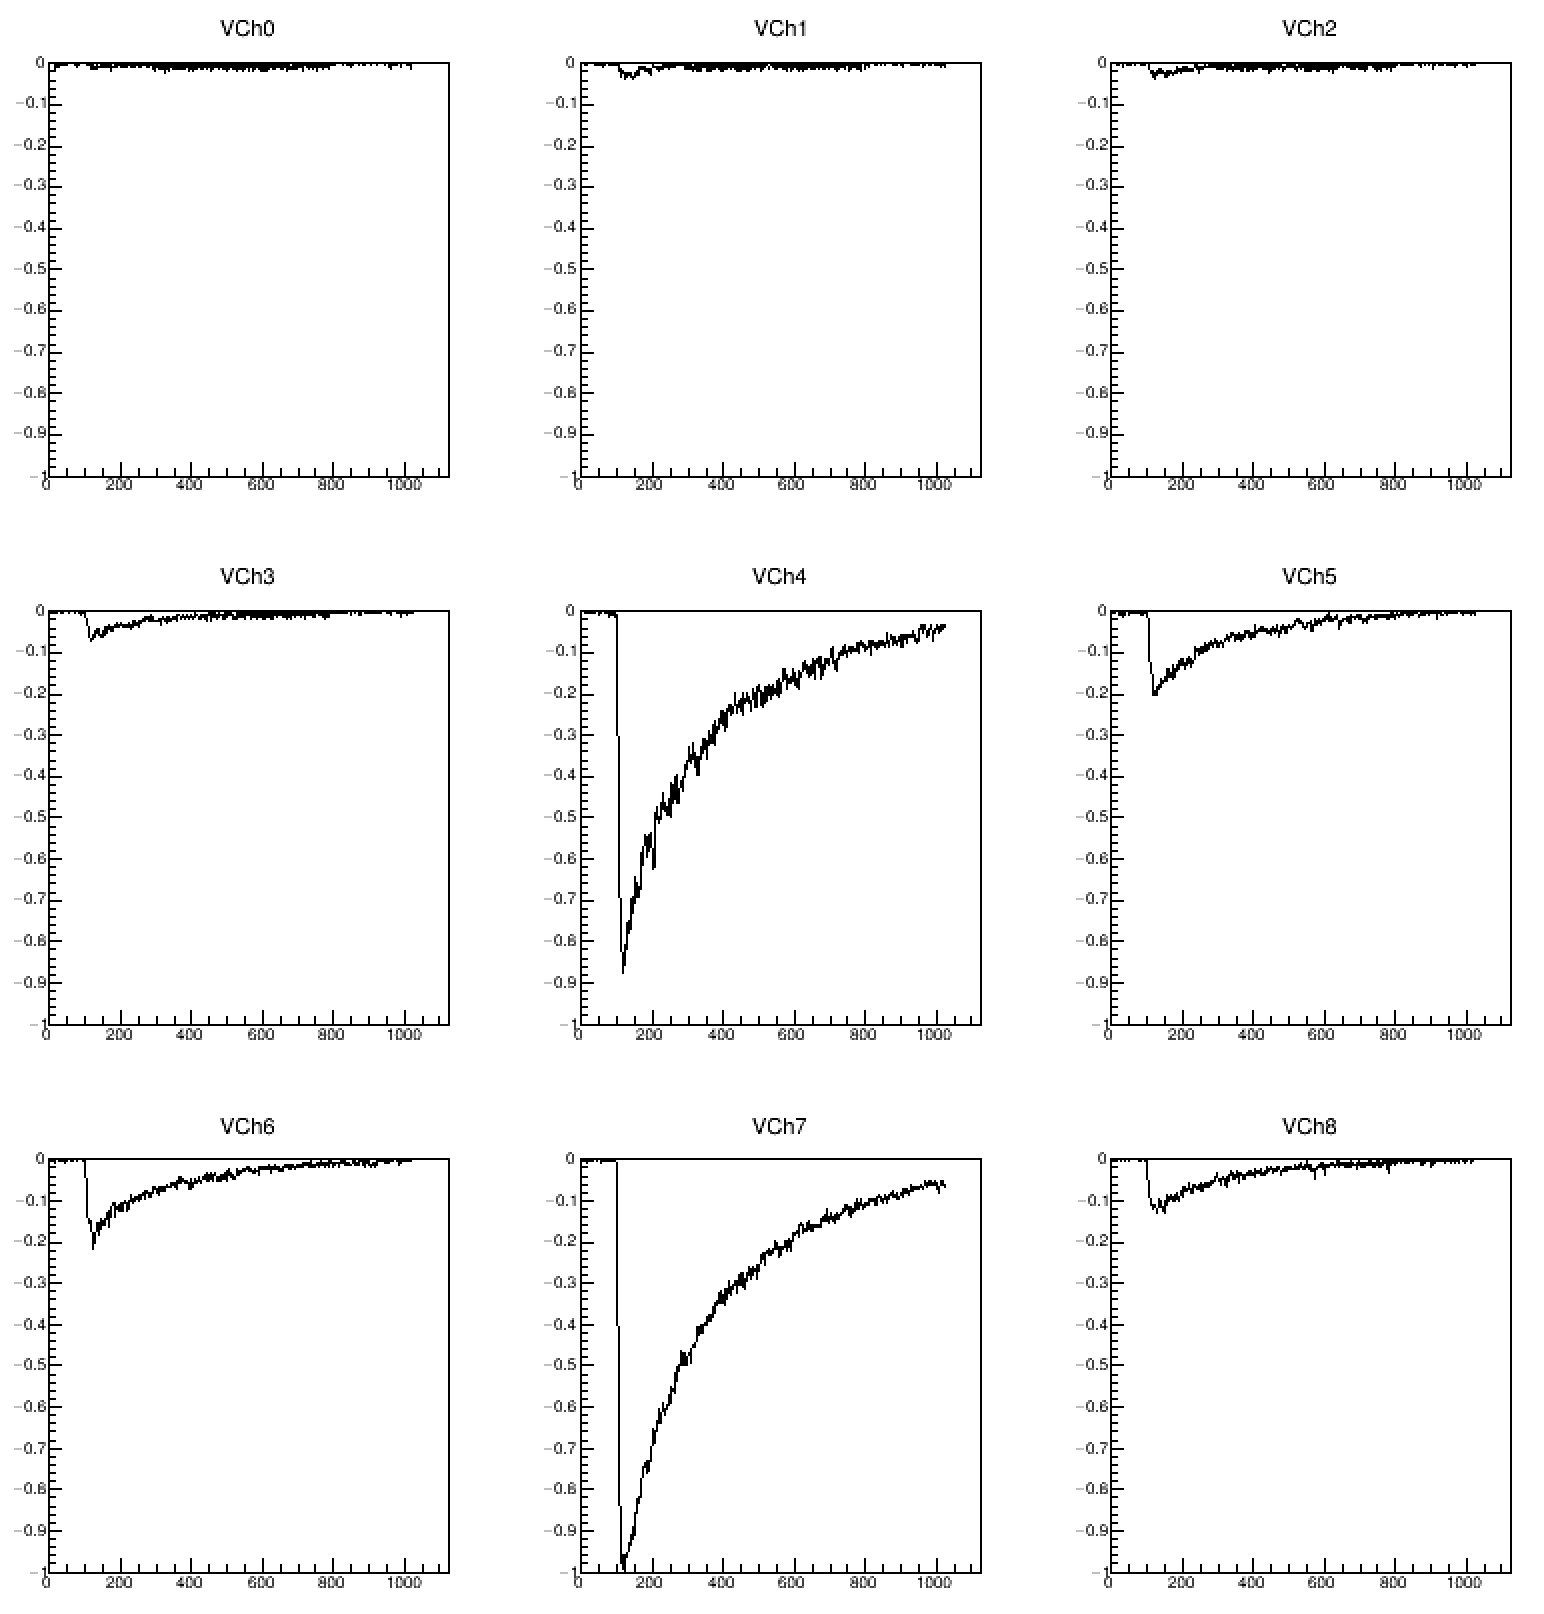 VCh0 VCh1 VCh2
0 0 0
−0.1 −0.1 −0.1
−0.2 −0.2 −0.2
−0.3 −0.3 −0.3
−0.4 −0.4 −0.4
−0.5 −0.5 −0.5
−0.6 −0.6 −0.6
−0.7 −0.7 −0.7
−0.8 −0.8 −0.8
−0.9 −0.9 −0.9
−1 −1 −1
0 200 400 600 800 1000 0 200 400 600 800 1000 0 200 400 600 800 1000
VCh3 VCh4 VCh5
0 0 0
−0.1 −0.1 −0.1
−0.2 −0.2 −0.2
−0.3 −0.3 −0.3
−0.4 −0.4 −0.4
−0.5 −0.5 −0.5
−0.6 −0.6 −0.6
−0.7 −0.7 −0.7
−0.8 −0.8 −0.8
−0.9 −0.9 −0.9
−1 −1 −1
0 200 400 600 800 1000 0 200 400 600 800 1000 0 200 400 600 800 1000
VCh6 VCh7 VCh8
0 0 0
−0.1 −0.1 −0.1
−0.2 −0.2 −0.2
−0.3 −0.3 −0.3
−0.4 −0.4 −0.4
−0.5 −0.5 −0.5
−0.6 −0.6 −0.6
−0.7 −0.7 −0.7
−0.8 −0.8 −0.8
−0.9 −0.9 −0.9
−1 −1 −1
0 200 400 600 800 1000 0 200 400 600 800 1000 0 200 400 600 800 1000